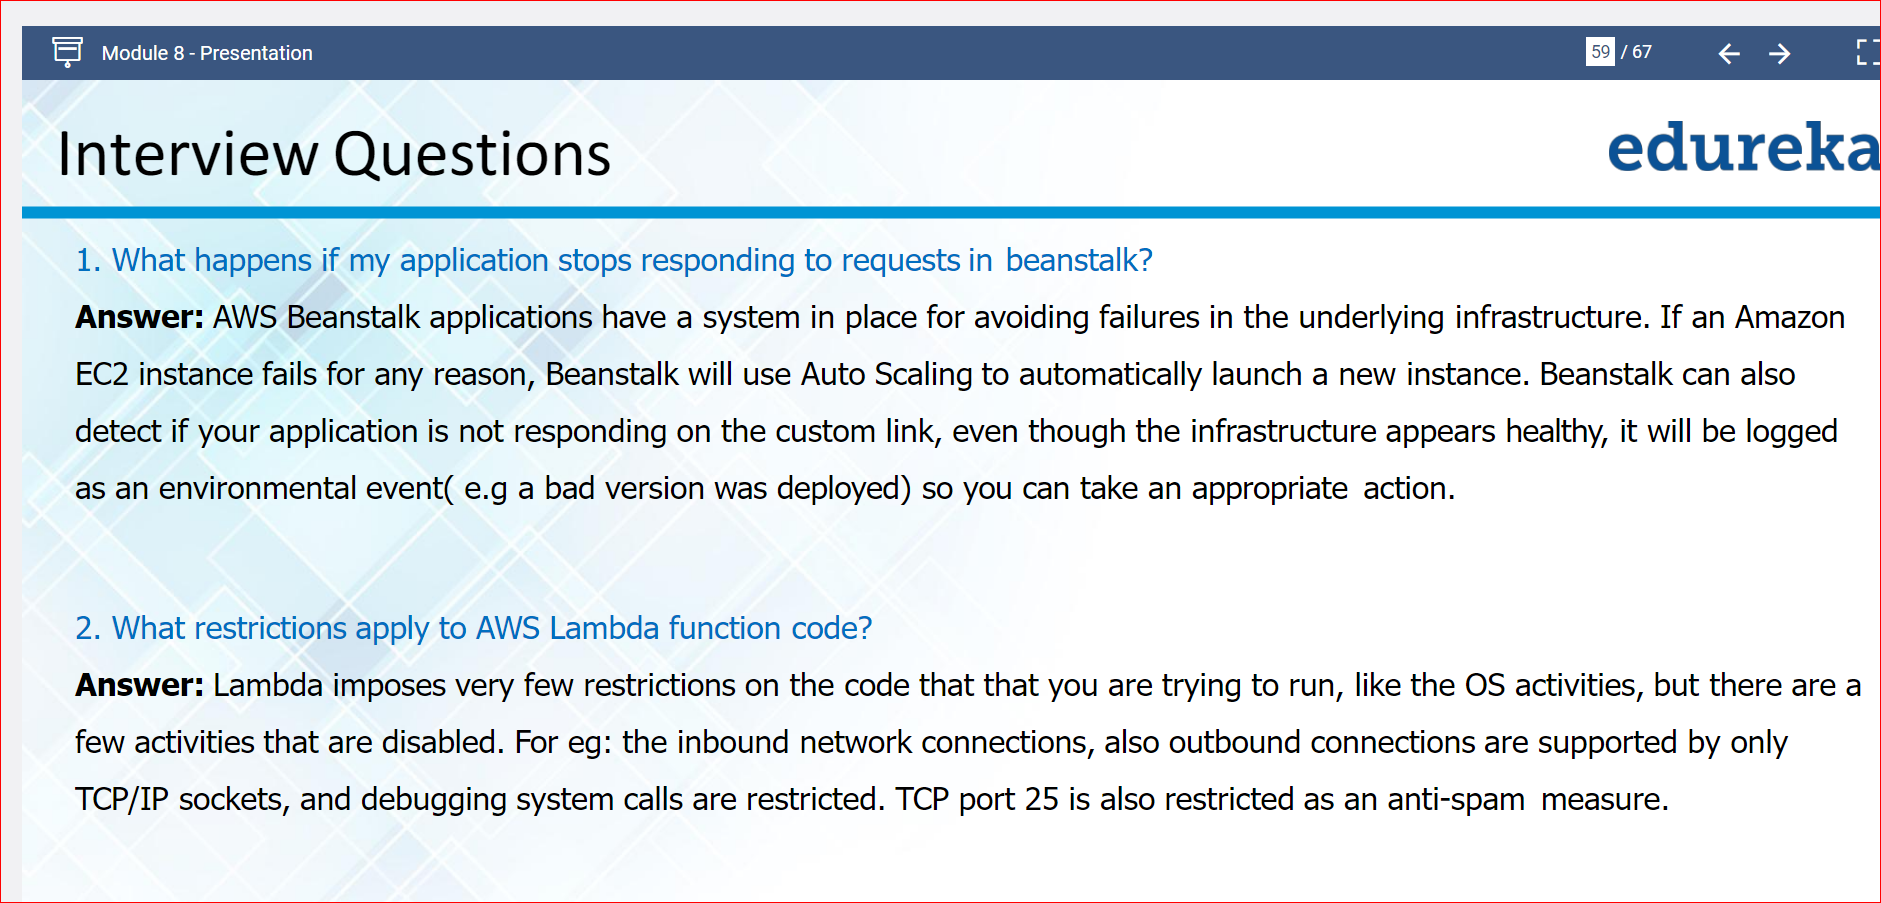 Module 8 - Presentation
59 / 67
Interview Questions
edureka
1. What happens if my application stops responding to requests in beanstalk?
Answer: AWS Beanstalk applications have a system in place for avoiding failures in the underlying infrastructure. If an Amazon
EC2 instance fails for any reason, Beanstalk will use Auto Scaling to automatically launch a new instance. Beanstalk can also
detect if your application is not responding on the custom link, even though the infrastructure appears healthy, it will be logged
as an environmental event( e.g a bad version was deployed) so you can take an appropriate action.
2. What restrictions apply to AWS Lambda function code?
Answer: Lambda imposes very few restrictions on the code that that you are trying to run, like the OS activities, but there are a
few activities that are disabled. For eg: the inbound network connections, also outbound connections are supported by only
TCP/IP sockets, and debugging system calls are restricted. TCP port 25 is also restricted as an anti-spam measure.